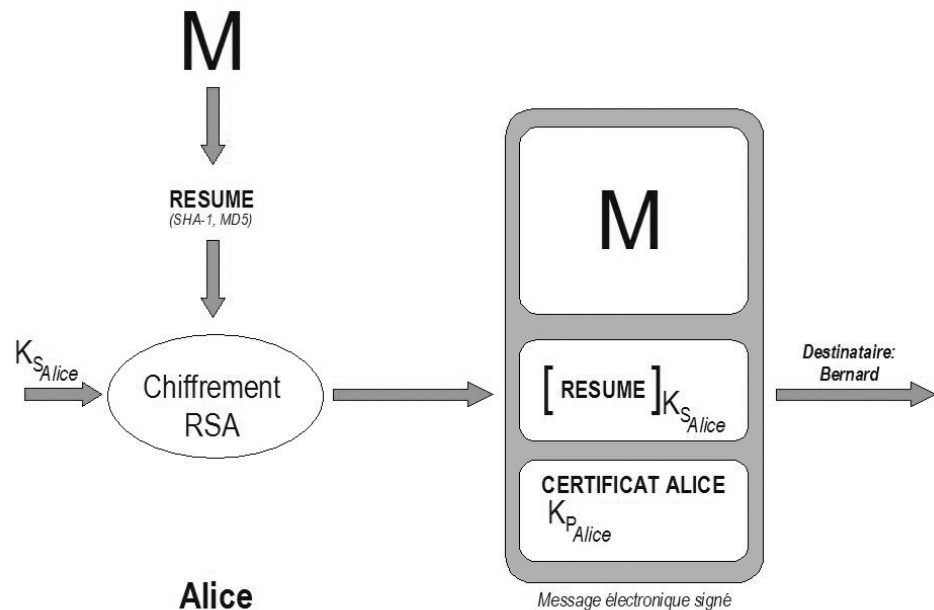 M
RESUME
(SHA-1, MD5)
KSAlice
Chiffrement
RSA
Alice
M
[ RESUME ]KSAlice
CERTIFICAT ALICE
KPAlice
Message électronique signé
Destinataire:
Bernard